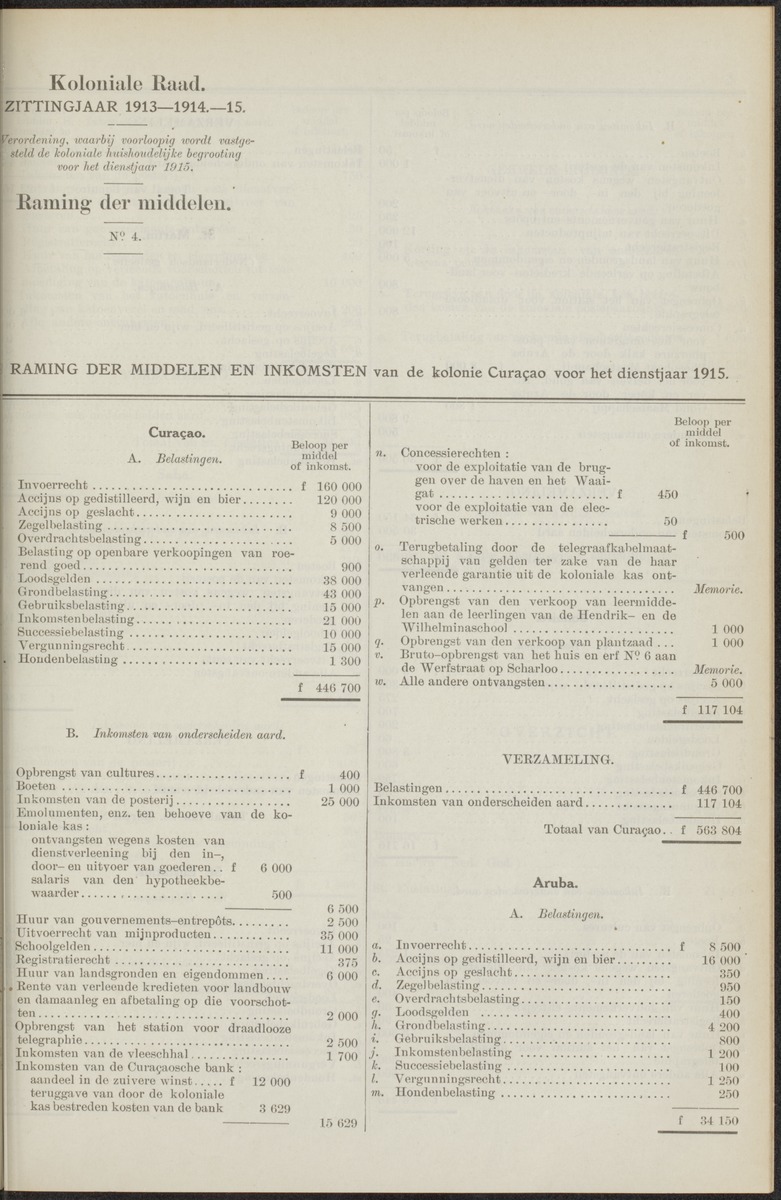 Koloniale Raad.
ZITTINGJAAR 1913—1914.—15.
Verordening, waarbij voorloopig wordt vastge-
steld de koloniale huishoudelijke begrooting
voor het dienstjaar 1915.
Raming der middelen.
No. 4.
RAMING DER MIDDELEN EN INKOMSTEN van de kolonie Curaçao voor het dienstjaar 1915.
Curaçao.
Beloop per
middel
of inkomst.
A. Belastingen.
Invoerrecht f 160 000
Accijns op gedistilleerd, wijn en bier 120 000
Accijns op geslacht 9 000
Zegelbelasting 8 500
Overdrachtsbelasting 5 000
Belasting op openbare verkoopingen van roe-
rend goed 900
Loodsgelden 38 000
Grondbelasting 43 000
Gebruiksbelasting 15 000
Inkomstenbelasting 21 000
Successiebelasting 10 000
Vergunningsrecht 15 000
Hondenbelasting 1 300
f 446 700
B. Inkomsten van onderscheiden aard.
Opbrengst van cultures f 400
Boeten 1 000
Inkomsten van de posterij 25 000
Emolumenten, enz. ten behoeve van de ko-
loniale kas :
ontvangsten wegens kosten van
dienstverleening bij den in-,
door- en uitvoer van goederen.. f 6 000
salaris van den hypotheekbe-
waarder 500
6 500
Huur van gouvernements-entrepôts. 2 500
Uitvoerrecht van mijnproducten 35 000
Schoolgelden 11 000
Registratierecht 375
Huur van landsgronden en eigendommen 6 000
Rente van verleende kredieten voor landbouw
en damaanleg en afbetaling op die voorschot-
ten 2 000
Opbrengst van het station voor draadlooze
telegraphie 2 500
Inkomsten van de vleeschhal 1 700
Inkomsten van de Curaçaosche bank :
aandeel in de zuivere winst f 12 000
teruggave van door de koloniale
kas bestreden kosten van de bank 3 629
15 629
Beloop per
middel
of inkomst.
n. Concessierechten :
voor de exploitatie van de brug-
gen over de haven en het Waai-
gat f 450
voor de exploitatie van de elec-
trische werken 50
f 500
o. Terugbetaling door de telegraafkabelmaat-
schappij van gelden ter zake van de haar
verleende garantie uit de koloniale kas ont-
vangen Memorie.
p. Opbrengst van den verkoop van leermidde-
len aan de leerlingen van de Hendrik- en de
Wilhelminaschool 1 000
q. Opbrengst van den verkoop van plantzaad ... 1 000
v. Bruto-opbrengst van het huis en erf No. 6 aan
de Werfstraat op Scharloo Memorie.
w. Alle andere ontvangsten 5 000
f 117 104
VERZAMELING.
Belastingen f 446 700
Inkomsten van onderscheiden aard 117 104
Totaal van Curaçao.. f 563 804
Aruba.
A. Belastingen.
a. Invoerrecht f 8 500
b. Accijns op gedistilleerd, wijn en bier 16 000
c. Accijns op geslacht 350
d. Zegelbelasting 950
e. Overdrachtsbelasting 150
g. Loodsgelden 400
h. Grondbelasting 4 200
i. Gebruiksbelasting 800
j. Inkomstenbelasting 1 200
k. Successiebelasting 100
l. Vergunningsrecht 1 250
m. Hondenbelasting 250
f 34 150